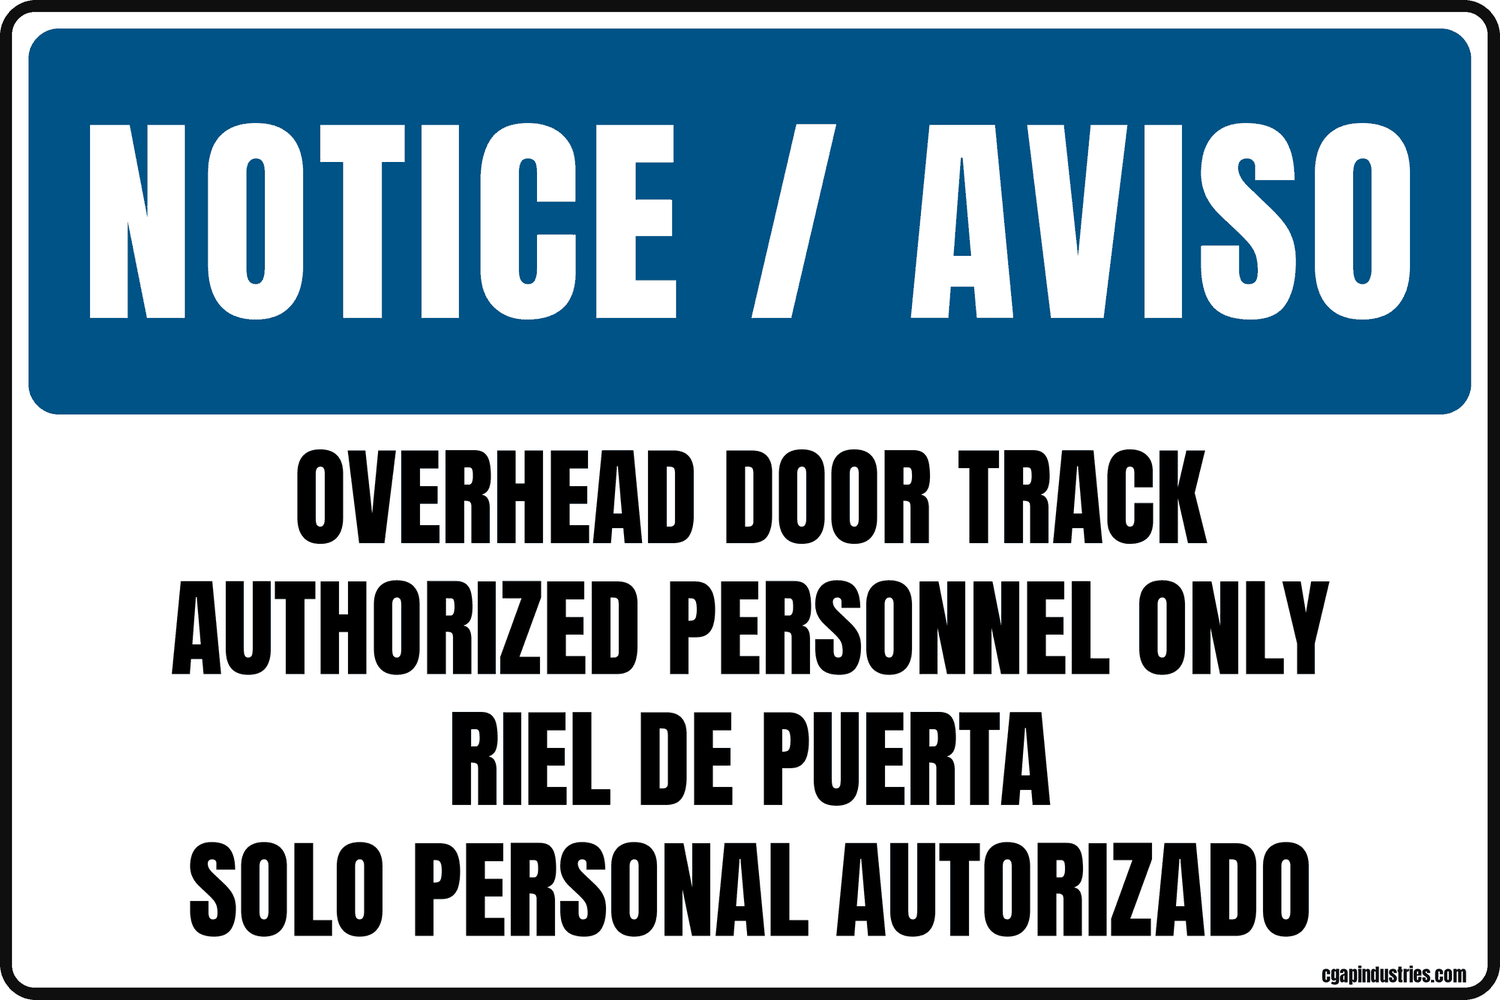 NOTICE / AVISO
OVERHEAD DOOR TRACK
AUTHORIZED PERSONNEL ONLY
RIEL DE PUERTA
SOLO PERSONAL AUTORIZADO
cgapindustries.com